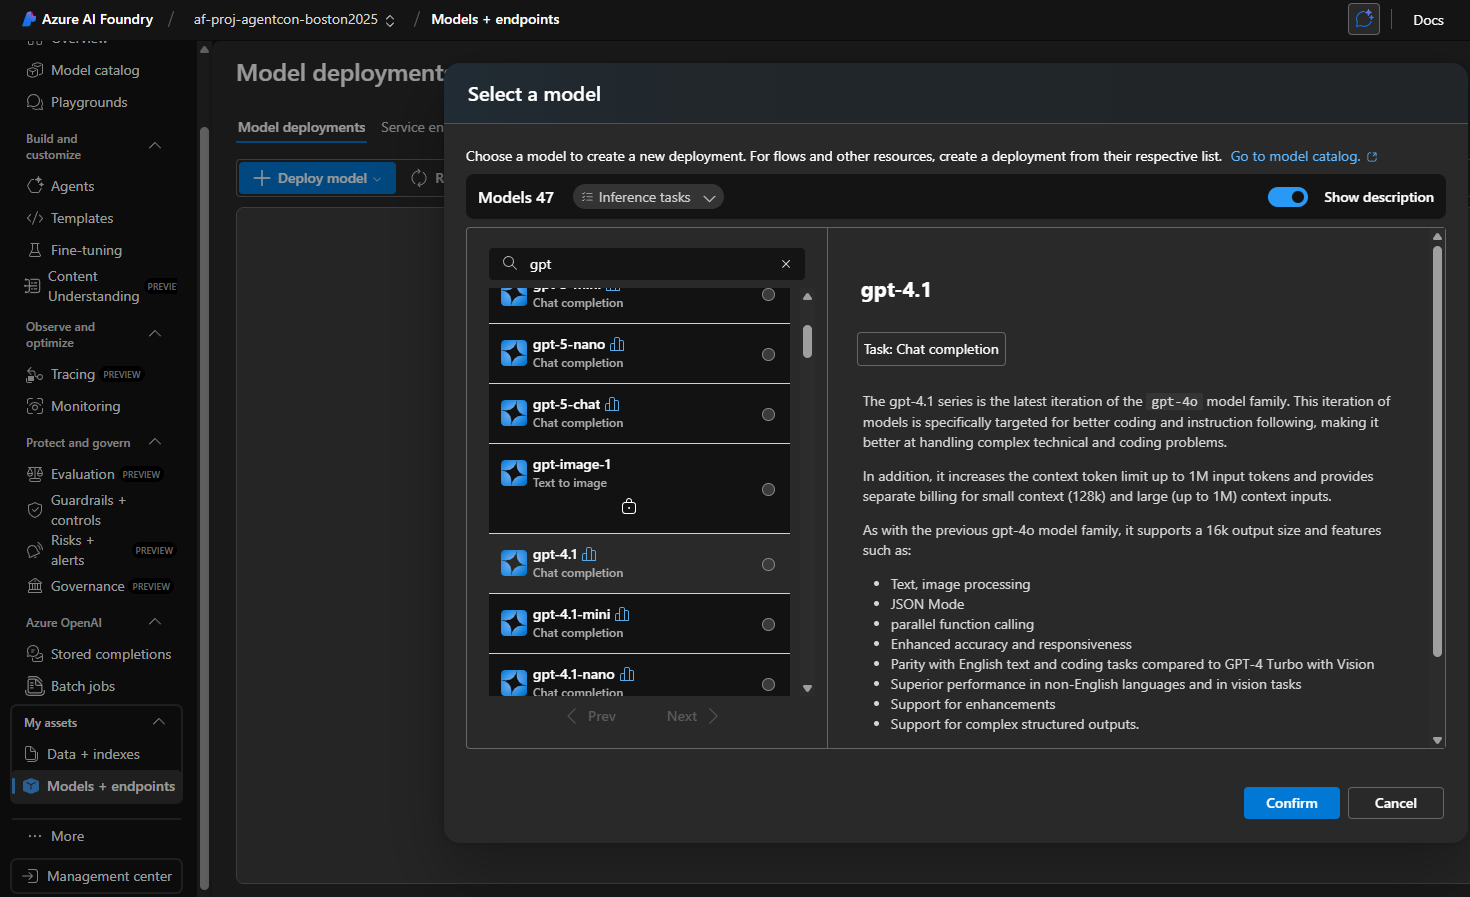 Azure AI Foundry / af-proj-agentcon-boston2025 / Models + endpoints
Docs
Overview
Model catalog
Playgrounds
Build and
customize
Agents
Templates
Fine-tuning
Content
Understanding PREVIE
Observe and
optimize
Tracing PREVIEW
Monitoring
Protect and govern
Evaluation PREVIEW
Guardrails +
controls
Risks +
alerts PREVIEW
Governance PREVIEW
Azure OpenAI
Stored completions
Batch jobs
My assets
Data + indexes
Models + endpoints
More
Management center
Model deployment
Model deployments Service en
Deploy model R
Select a model
Choose a model to create a new deployment. For flows and other resources, create a deployment from their respective list. Go to model catalog.
Models 47 Inference tasks Show description
gpt
gpt-5-mini
Chat completion
gpt-5-nano
Chat completion
gpt-5-chat
Chat completion
gpt-image-1
Text to image
gpt-4.1
Chat completion
gpt-4.1-mini
Chat completion
gpt-4.1-nano
Chat completion
Prev Next
gpt-4.1
Task: Chat completion
The gpt-4.1 series is the latest iteration of the gpt-4o model family. This iteration of
models is specifically targeted for better coding and instruction following, making it
better at handling complex technical and coding problems.
In addition, it increases the context token limit up to 1M input tokens and provides
separate billing for small context (128k) and large (up to 1M) context inputs.
As with the previous gpt-4o model family, it supports a 16k output size and features
such as:
• Text, image processing
• JSON Mode
• parallel function calling
• Enhanced accuracy and responsiveness
• Parity with English text and coding tasks compared to GPT-4 Turbo with Vision
• Superior performance in non-English languages and in vision tasks
• Support for enhancements
• Support for complex structured outputs.
Confirm Cancel